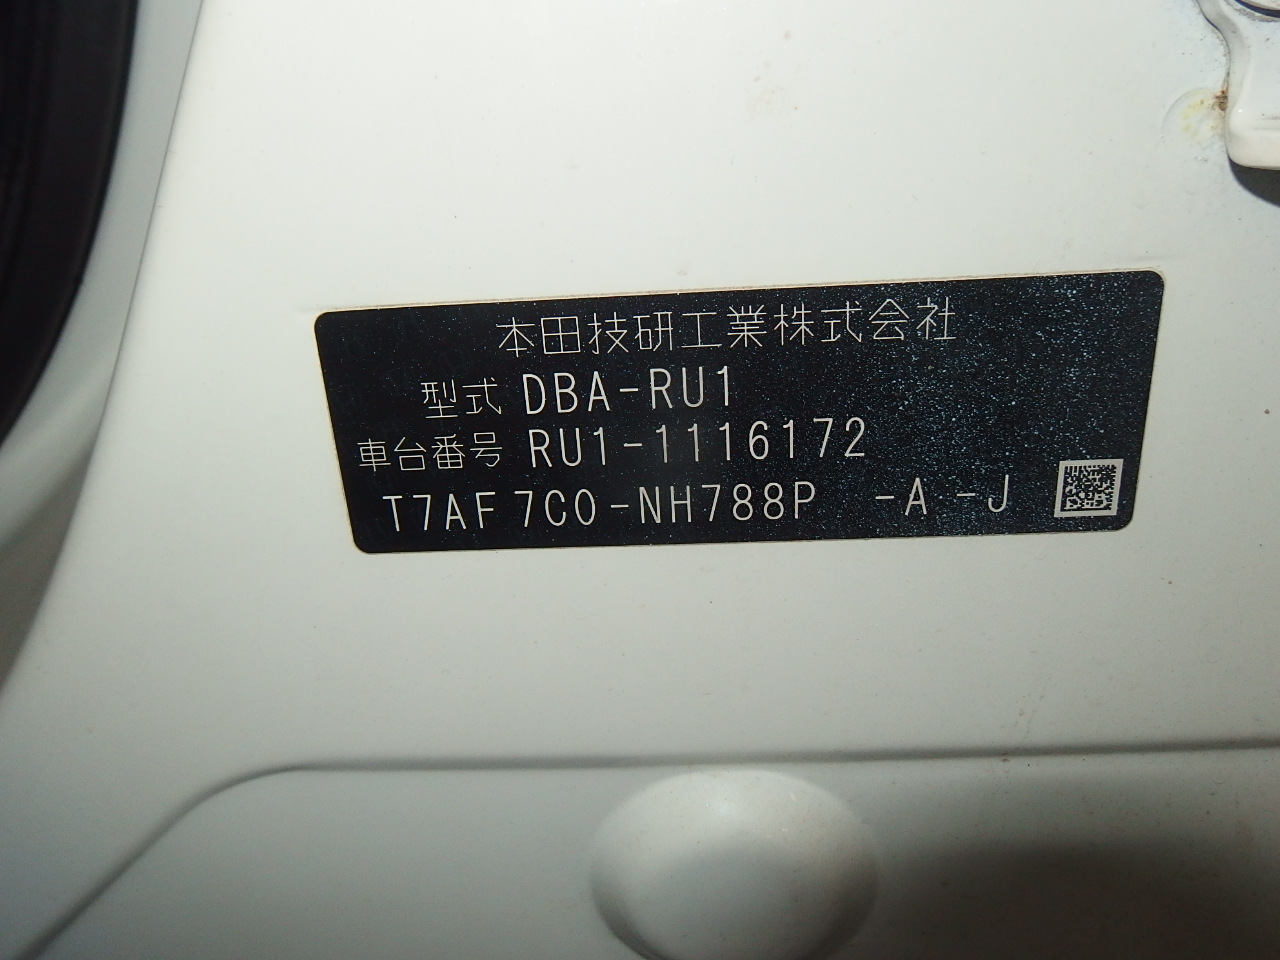 本田技研工業株式会社
型式 DBA-RU1
車台番号 RU1-1116172
T7AF 7C0-NH788P -A -J